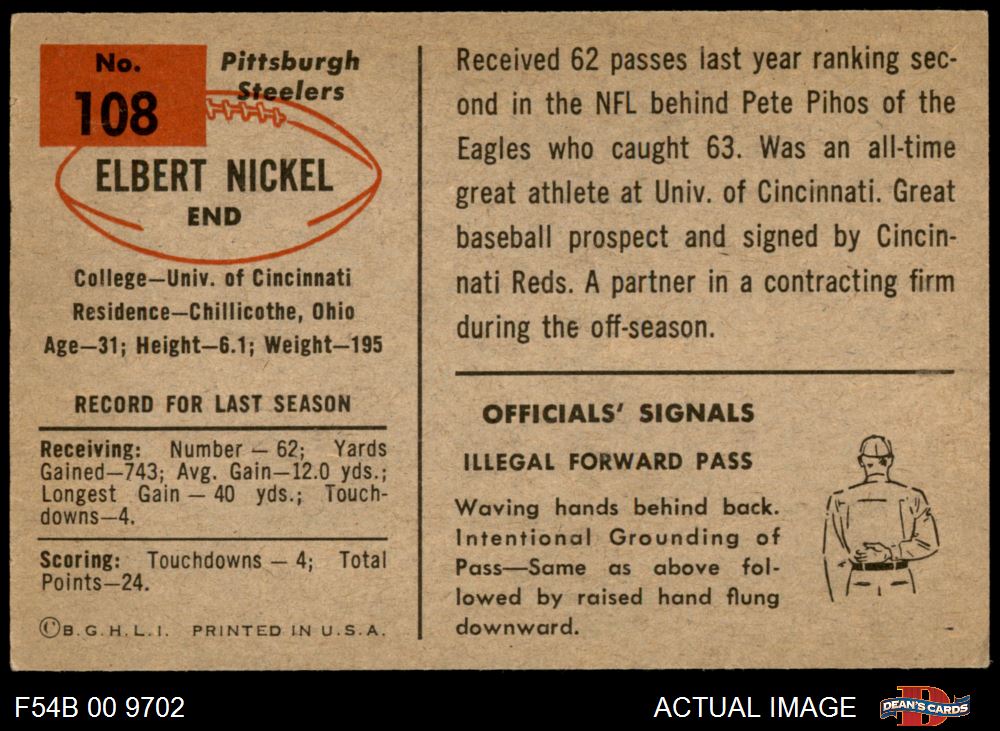 No.
108
Pittsburgh
Steelers
ELBERT NICKEL
END
College—Univ. of Cincinnati
Residence—Chillicothe, Ohio
Age—31; Height—6.1; Weight—195
RECORD FOR LAST SEASON
Receiving: Number — 62; Yards
Gained—743; Avg. Gain—12.0 yds.;
Longest Gain — 40 yds.; Touch-
downs—4.
Scoring: Touchdowns — 4; Total
Points—24.
©B.G.H.L.I. PRINTED IN U.S.A.
Received 62 passes last year ranking sec-
ond in the NFL behind Pete Pihos of the
Eagles who caught 63. Was an all-time
great athlete at Univ. of Cincinnati. Great
baseball prospect and signed by Cincin-
nati Reds. A partner in a contracting firm
during the off-season.
OFFICIALS' SIGNALS
ILLEGAL FORWARD PASS
Waving hands behind back.
Intentional Grounding of
Pass—Same as above fol-
lowed by raised hand flung
downward.
F54B 00 9702
ACTUAL IMAGE
D
DEAN'S CARDS